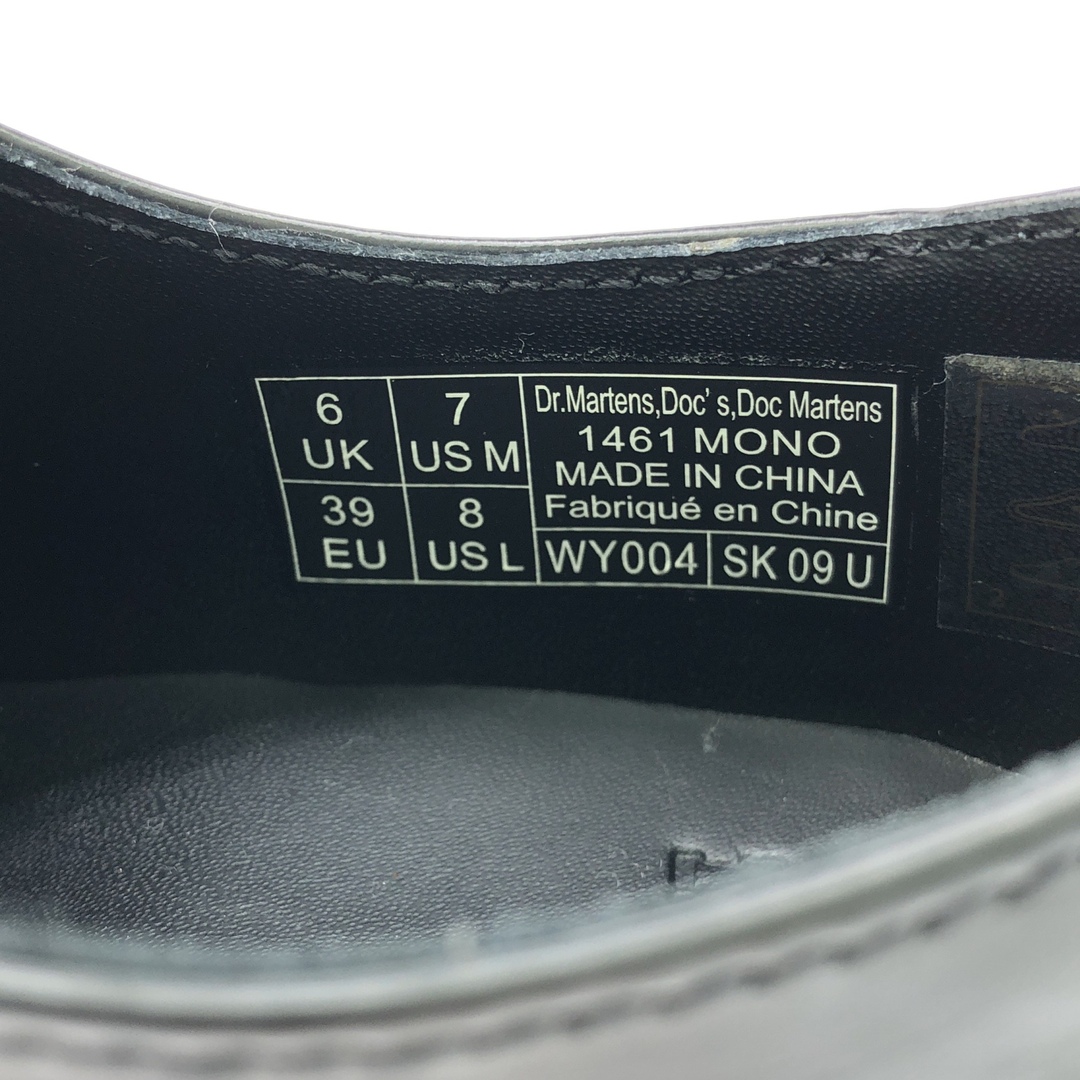 6
UK
7
US M
39
EU
8
US L
Dr.Martens,Doc's,Doc Martens
1461 MONO
MADE IN CHINA
Fabriqué en Chine
WY004
SK 09 U